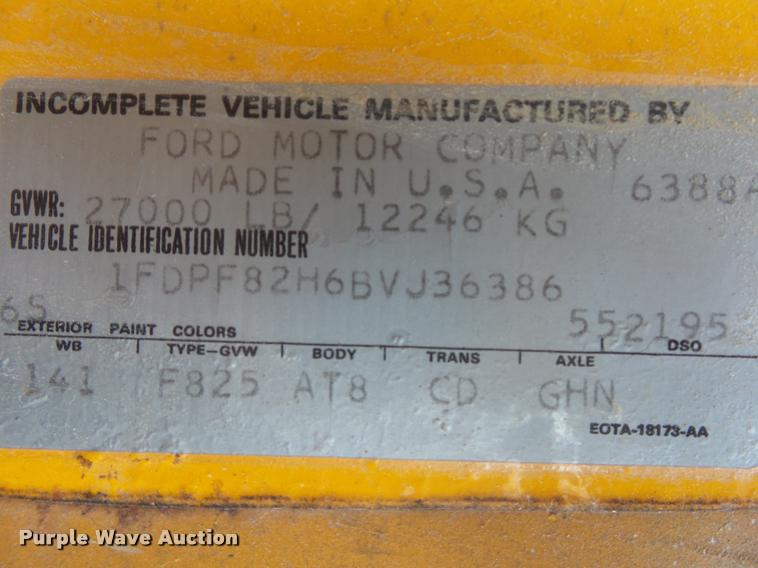 INCOMPLETE VEHICLE MANUFACTURED BY
FORD MOTOR COMPANY
MADE IN U.S.A. 6388A
GVWR: 27000 LB/ 12246 KG
VEHICLE IDENTIFICATION NUMBER
1FDPF82H6BVJ36386
6S 552195
EXTERIOR PAINT COLORS DSO
WB TYPE-GVW BODY TRANS AXLE
141 F825 AT8 CD GHN
EOTA-18173-AA
Purple Wave Auction